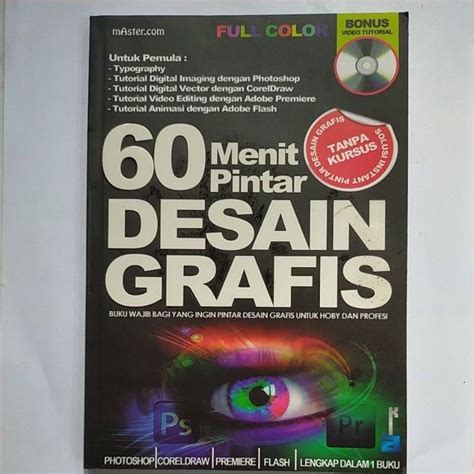 mAster.com
FULL COLOR
BONUS
VIDEO TUTORIAL
Untuk Pemula :
- Typography
- Tutorial Digital Imaging dengan Photoshop
- Tutorial Digital Vector dengan CorelDraw
- Tutorial Video Editing dengan Adobe Premiere
- Tutorial Animasi dengan Adobe Flash
TANPA
KURSUS
SOLUSI INSTANT PINTAR DESAIN GRAFIS
60 Menit
Pintar
DESAIN
GRAFIS
BUKU WAJIB BAGI YANG INGIN PINTAR DESAIN GRAFIS UNTUK HOBY DAN PROFESI
Ps
Pr
PHOTOSHOP | CORELDRAW | PREMIERE | FLASH | LENGKAP DALAM 1 BUKU